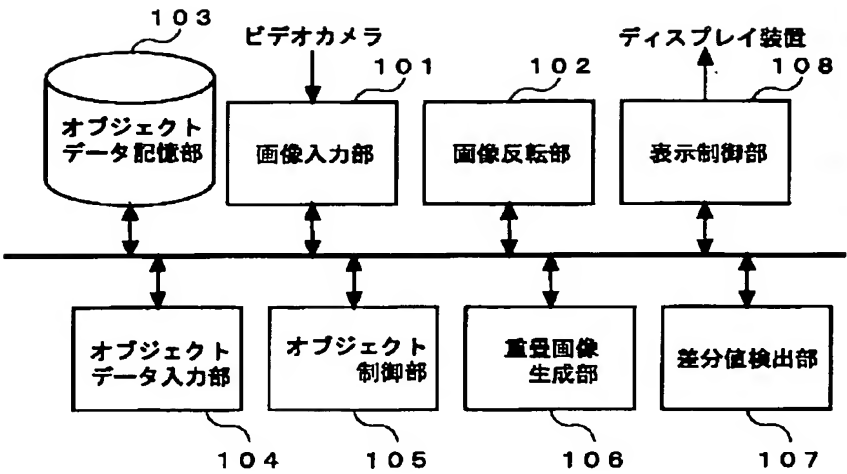 103
ビデオカメラ
ディスプレイ装置
101
102
108
オブジェクト
データ記憶部
画像入力部
画像反転部
表示制御部
オブジェクト
データ入力部
オブジェクト
制御部
重畳画像
生成部
差分値検出部
104
105
106
107